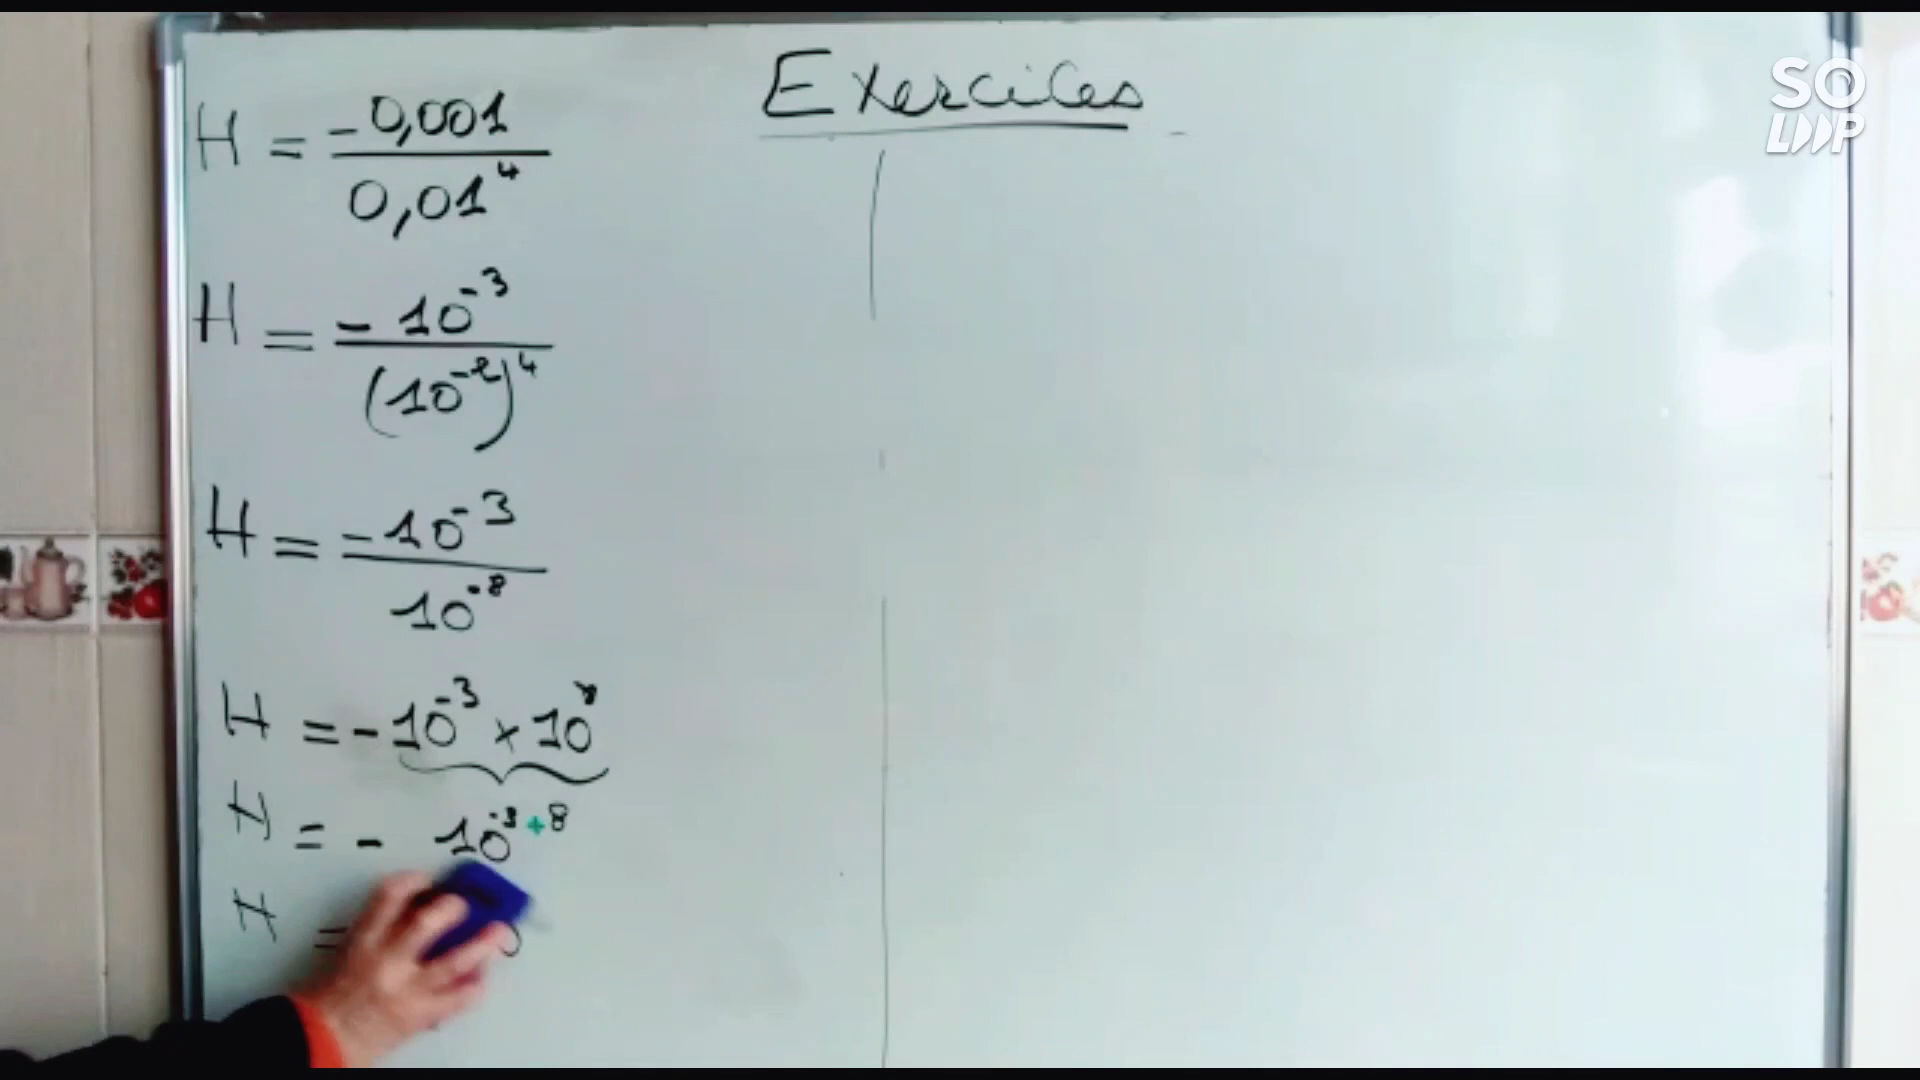 Exercices
SO
LOOP
H = -0,001 / 0,01⁴
H = -10⁻³ / (10⁻²)⁴
H = -10⁻³ / 10⁻⁸
H = -10⁻³ × 10⁸
H = - 10⁻³⁺⁸
H =